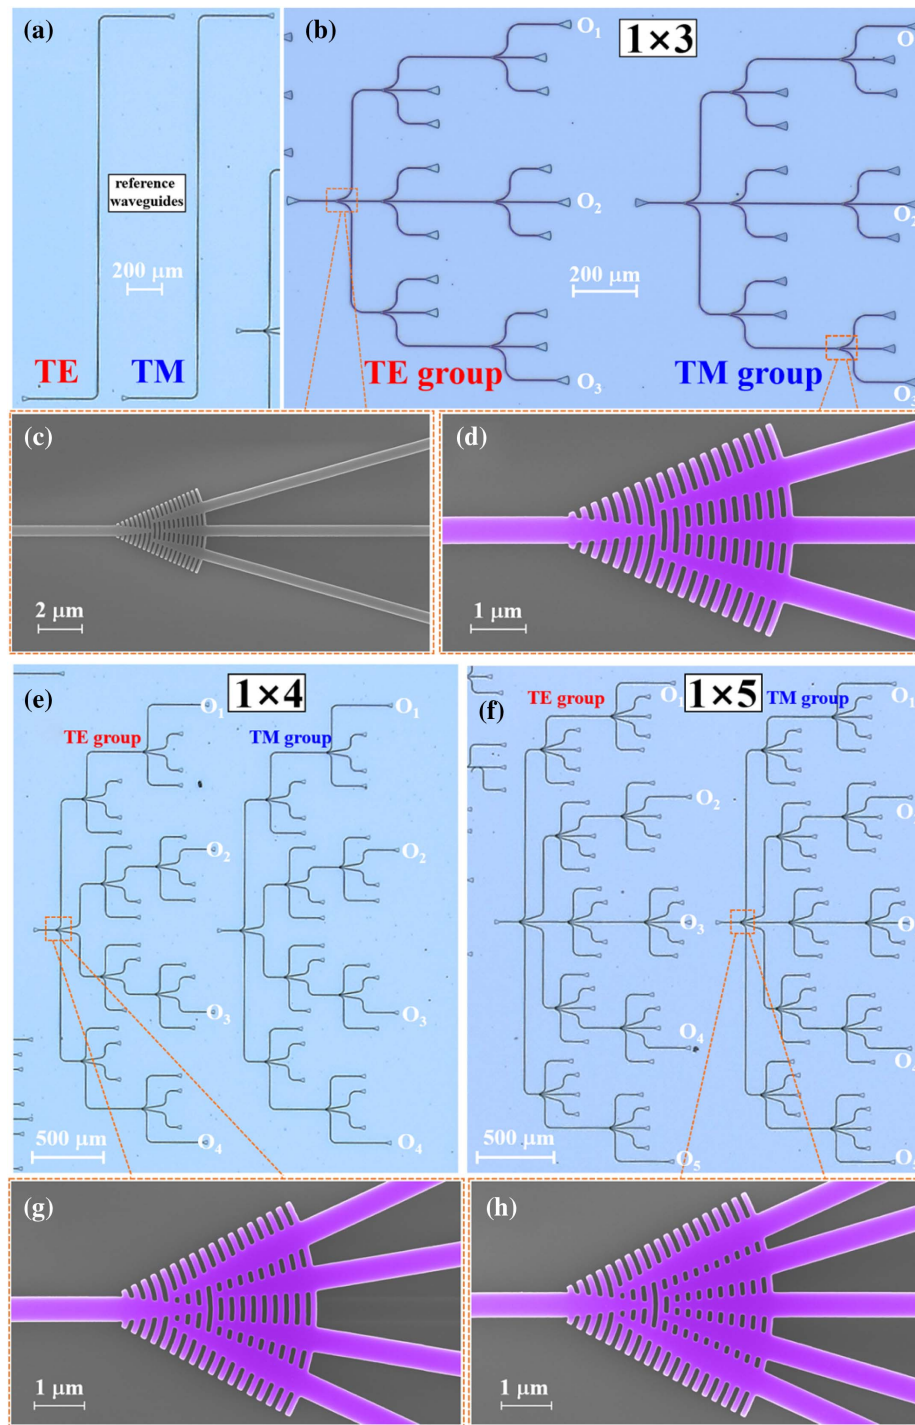 (a)
reference
waveguides
200 μm
TE
TM
(b)
1×3
O1
O
O2
O2
200 μm
TE group
TM group
O3
O3
(c)
2 μm
(d)
1 μm
(e)
1×4
O1
O1
TE group
TM group
O2
O2
O3
O3
O4
O4
500 μm
(f)
1×5
TE group
TM group
O1
O
O2
O
O3
O
O4
O
O5
O
500 μm
(g)
1 μm
(h)
1 μm